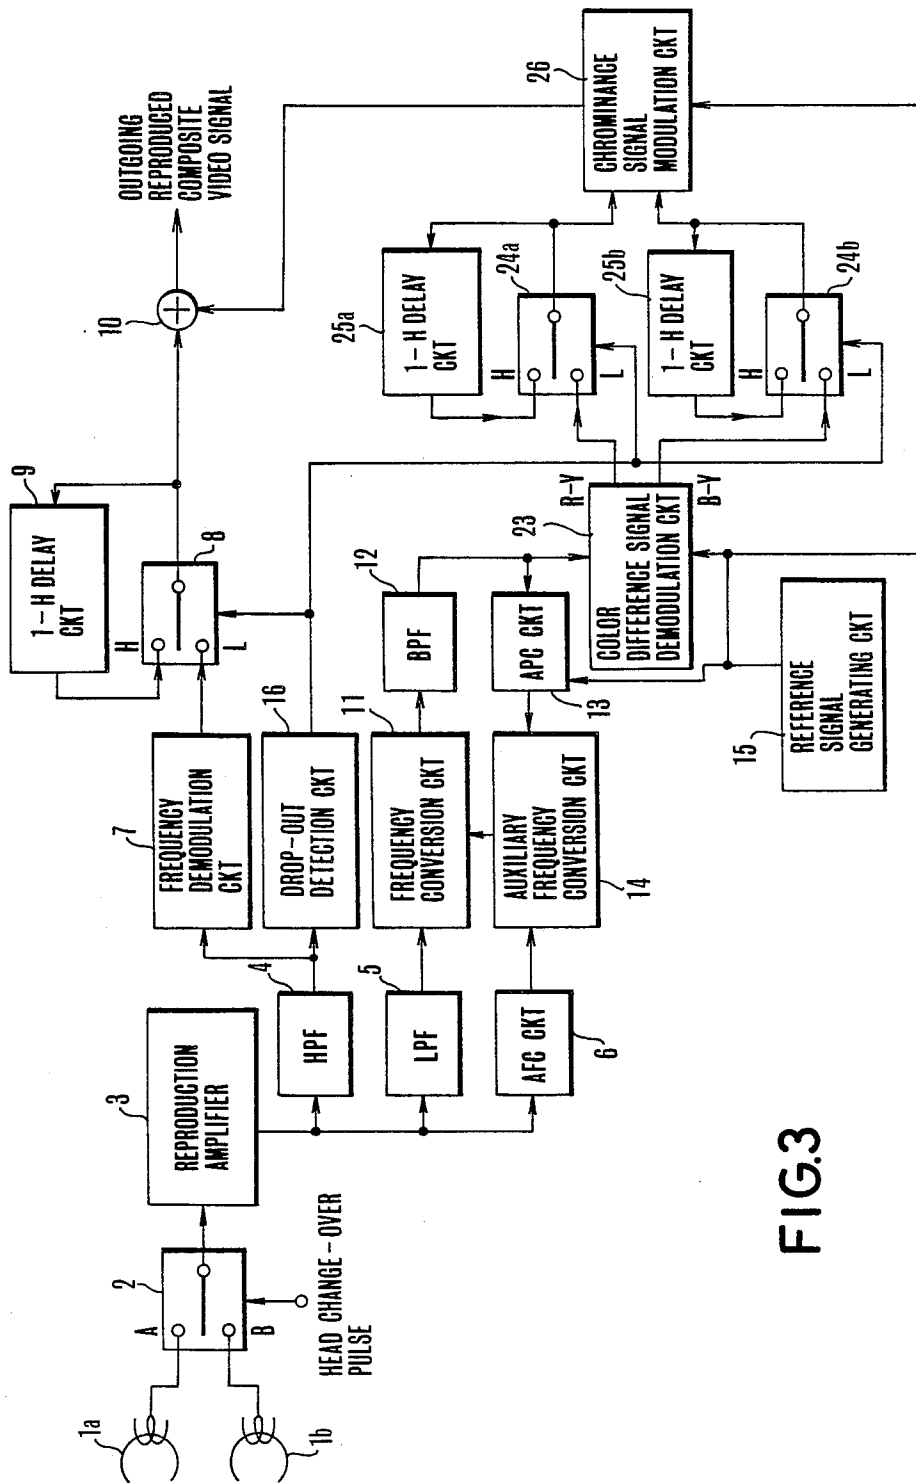 1a
1b
A
B
2
HEAD CHANGE-OVER
PULSE
3
REPRODUCTION
AMPLIFIER
4
HPF
5
LPF
AFC CKT
6
7
FREQUENCY
DEMODULATION
CKT
16
DROP-OUT
DETECTION CKT
11
FREQUENCY
CONVERSION CKT
AUXILIARY
FREQUENCY
CONVERSION CKT
14
9
1-H DELAY
CKT
H
L
8
12
BPF
APC CKT
13
R-Y
23
COLOR
DIFFERENCE SIGNAL
DEMODULATION CKT
B-Y
15
REFERENCE
SIGNAL
GENERATING CKT
10
OUTGOING
REPRODUCED
COMPOSITE
VIDEO SIGNAL
25a
1-H DELAY
CKT
24a
H
L
25b
1-H DELAY
CKT
24b
H
L
26
CHROMINANCE
SIGNAL
MODULATION CKT
FIG.3